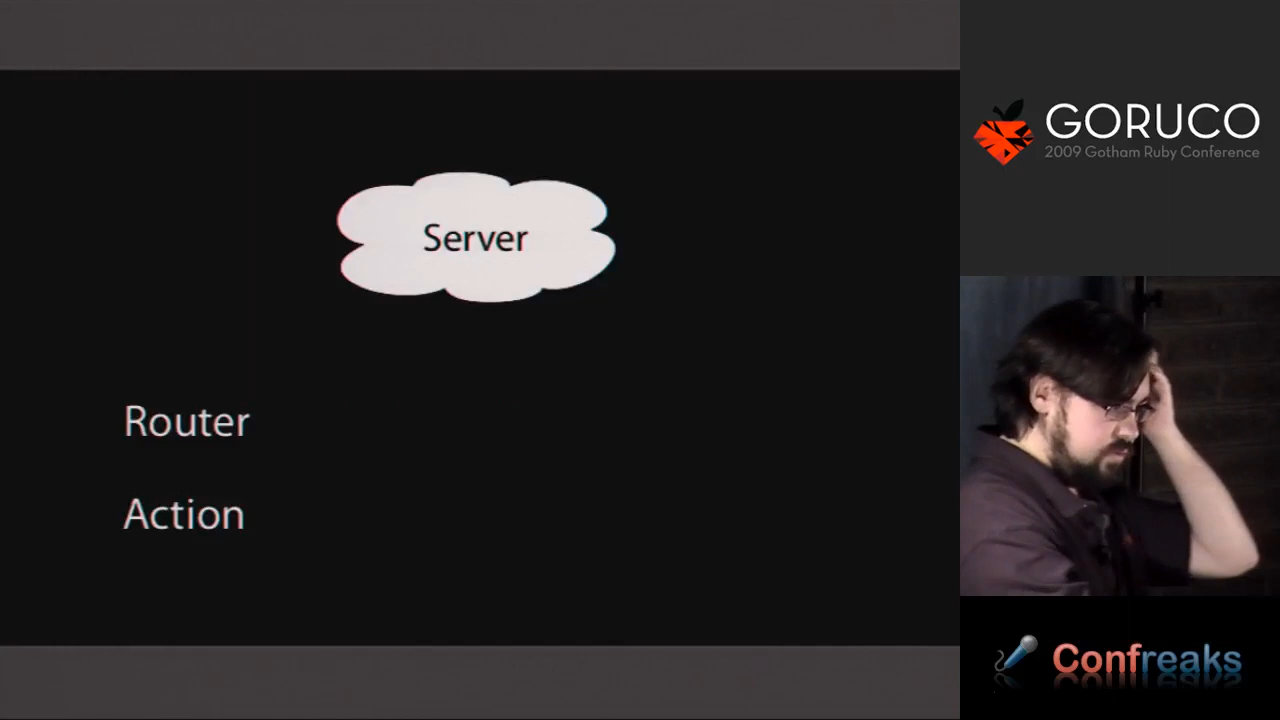 Server
Router
Action
GORUCO
2009 Gotham Ruby Conference
Confreaks